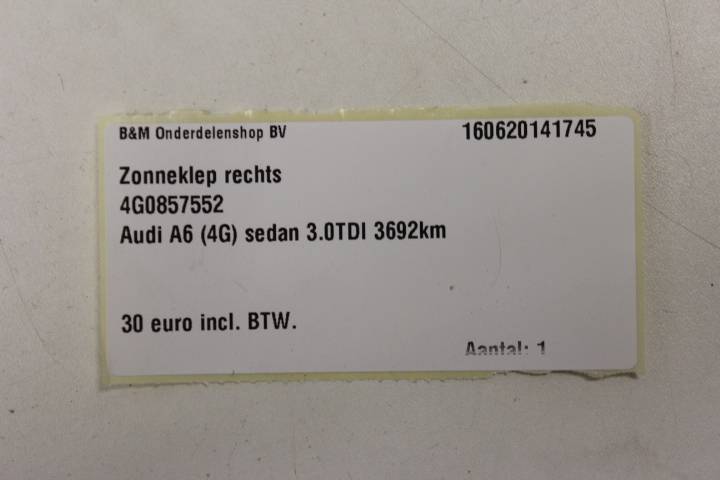 B&M Onderdelenshop BV 160620141745
Zonneklep rechts
4G0857552
Audi A6 (4G) sedan 3.0TDI 3692km
30 euro incl. BTW.
Aantal: 1